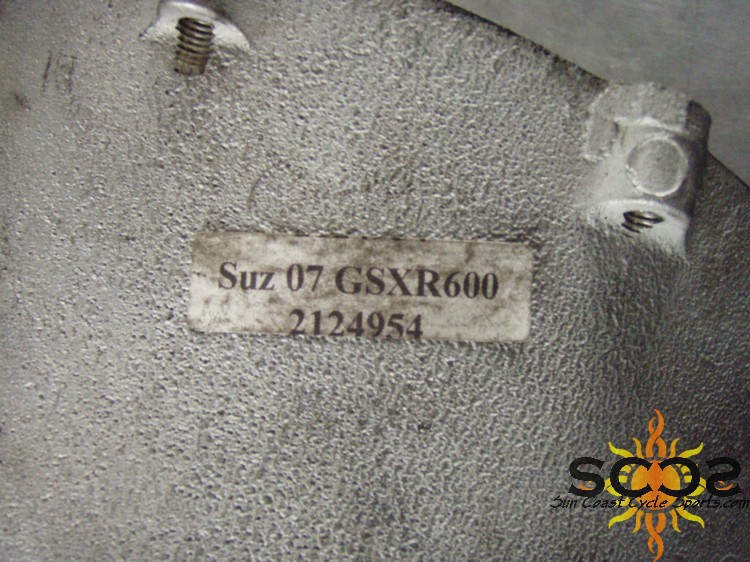 Suz 07 GSXR600
2124954
SCCS
Sun Coast Cycle Sports.com